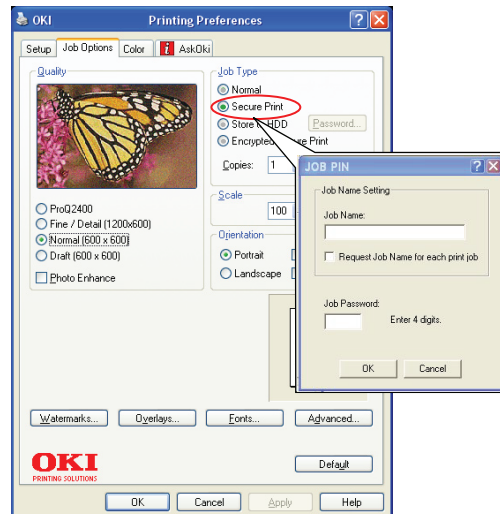 OKI Printing Preferences
Setup Job Options Color AskOki
Quality
ProQ2400
Fine / Detail (1200x600)
Normal (600 x 600)
Draft (600 x 600)
Photo Enhance
Job Type
Normal
Secure Print
Store HDD Password...
Encrypted Print
Copies: 1
Scale
100
Orientation
Portrait
Landscape
JOB PIN
Job Name Setting
Job Name:
Request Job Name for each print job
Job Password:
Enter 4 digits.
OK Cancel
Watermarks... Overlays... Fonts... Advanced...
OKI
PRINTING SOLUTIONS
Default
OK Cancel Apply Help